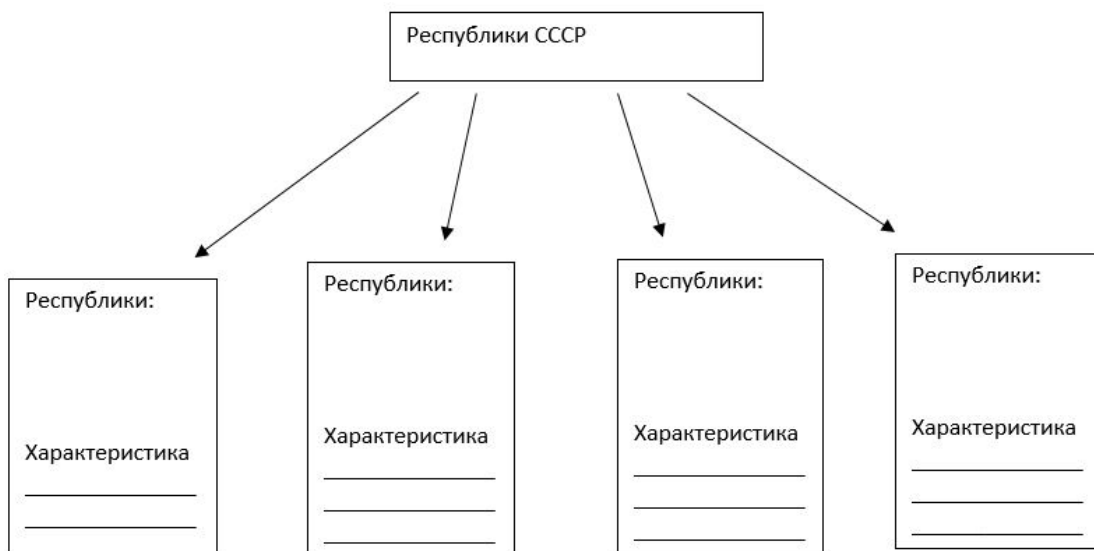 Республики СССР
Республики:
Характеристика
Республики:
Характеристика
Республики:
Характеристика
Республики:
Характеристика